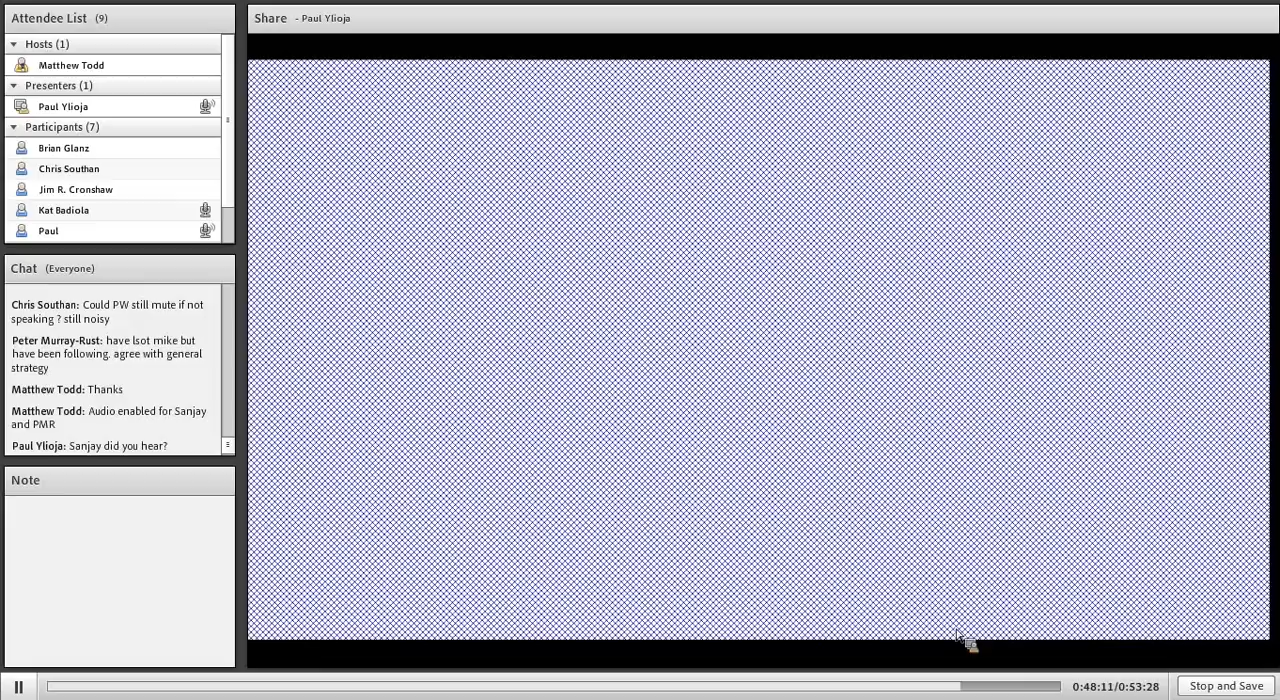 Attendee List (9)
Hosts (1)
Matthew Todd
Presenters (1)
Paul Ylioja
Participants (7)
Brian Glanz
Chris Southan
Jim R. Cronshaw
Kat Badiola
Paul
Chat (Everyone)
Chris Southan: Could PW still mute if not
speaking ? still noisy
Peter Murray-Rust: have lsot mike but
have been following. agree with general
strategy
Matthew Todd: Thanks
Matthew Todd: Audio enabled for Sanjay
and PMR
Paul Ylioja: Sanjay did you hear?
Note
Share - Paul Ylioja
0:48:11/0:53:28
Stop and Save